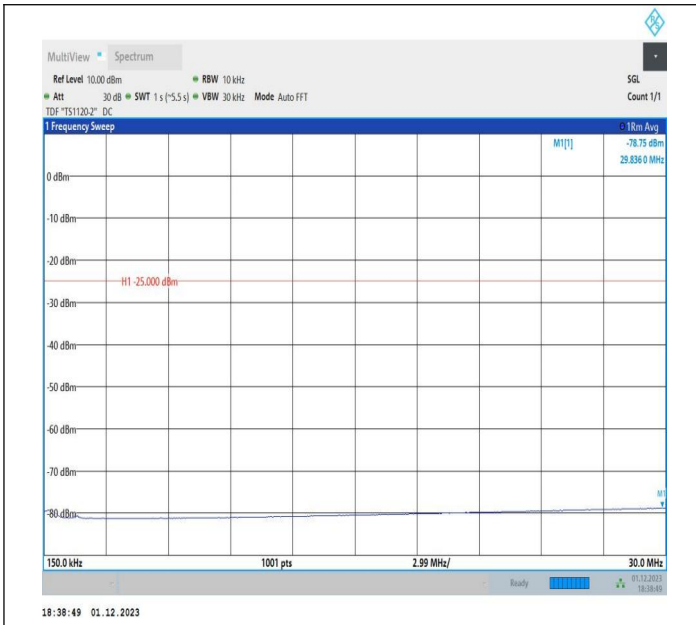 MultiView Spectrum
Ref Level 10.00 dBm RBW 10 kHz SGL
Att 30 dB SWT 1 s (~5.5 s) VBW 30 kHz Mode Auto FFT Count 1/1
TDF "TS1120-2" DC
1 Frequency Sweep 1Rm Avg
M1[1] -78.75 dBm
29.8360 MHz
0 dBm
-10 dBm
-20 dBm
H1 -25.000 dBm
-30 dBm
-40 dBm
-50 dBm
-60 dBm
-70 dBm
M1
-80 dBm
150.0 kHz 1001 pts 2.99 MHz/ 30.0 MHz
Ready 01.12.2023
18:38:49
18:38:49 01.12.2023